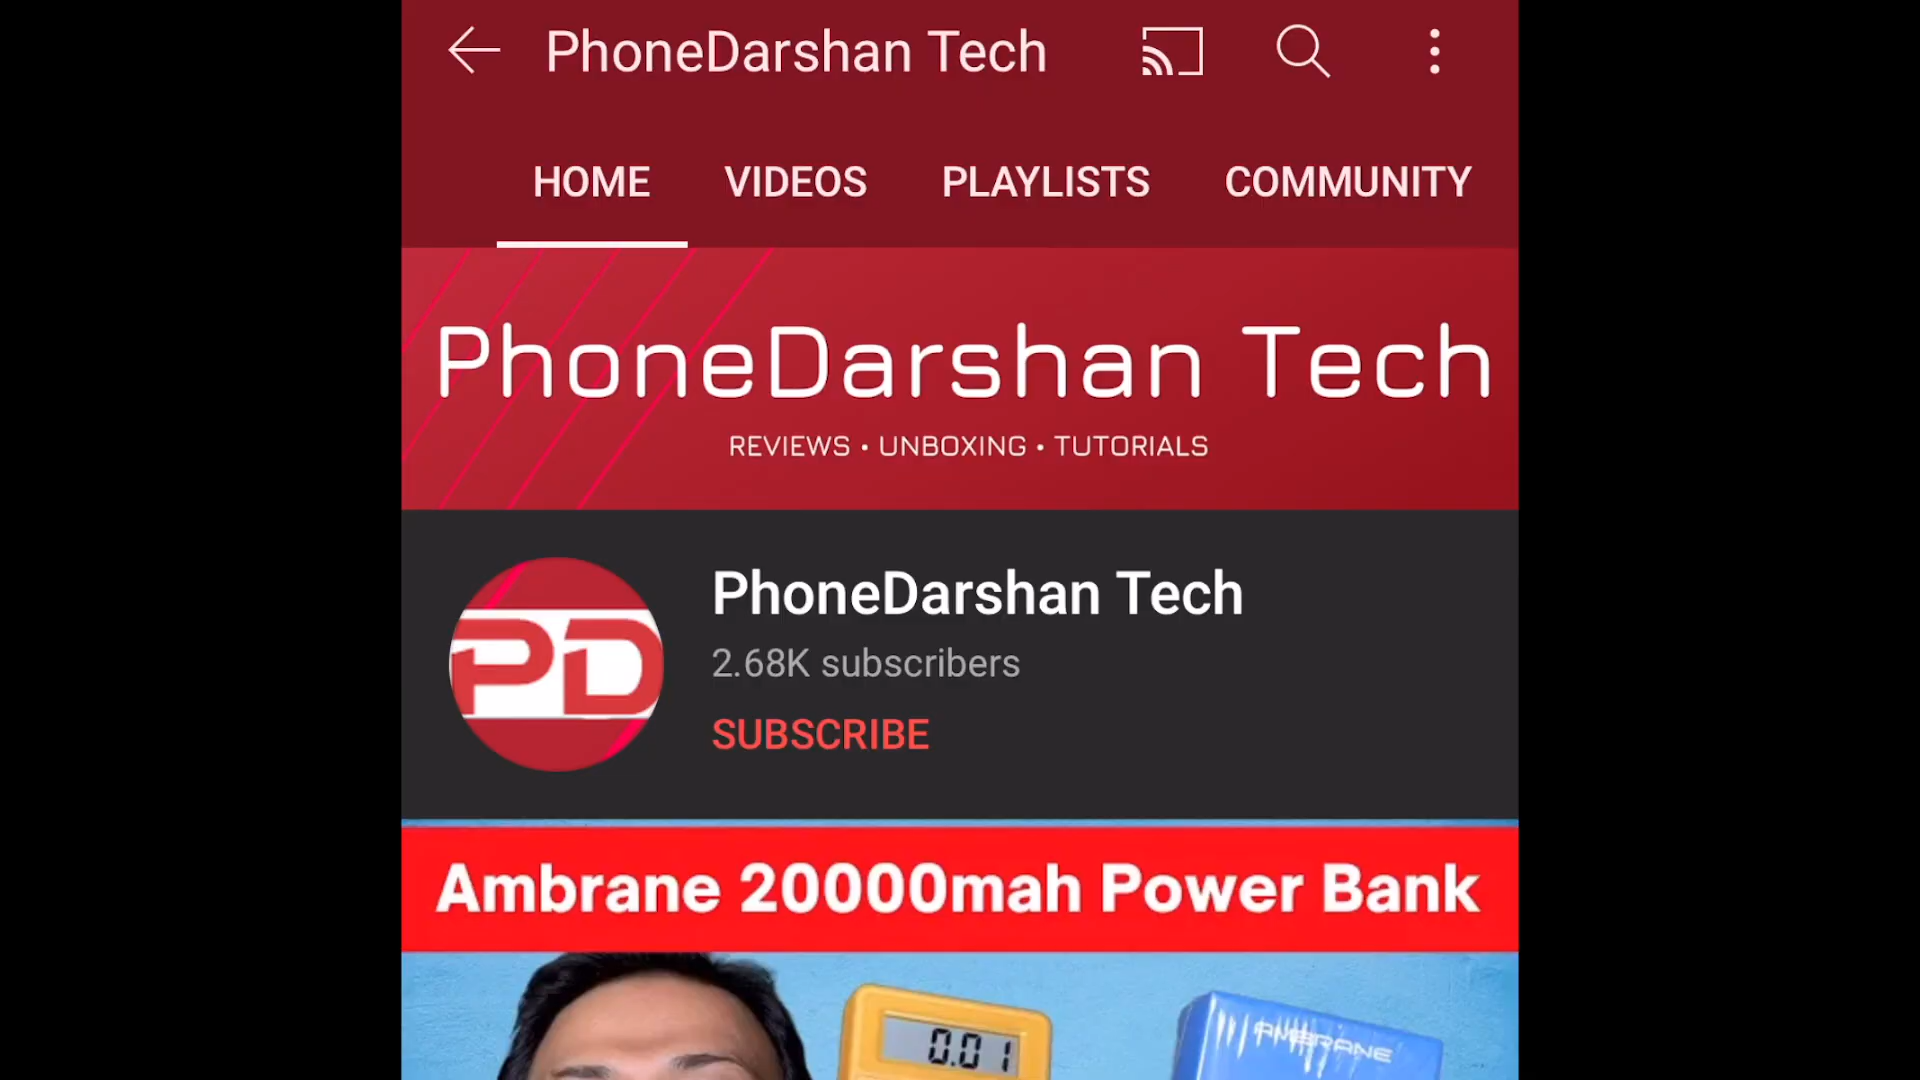 PhoneDarshan Tech
HOME VIDEOS PLAYLISTS COMMUNITY
PhoneDarshan Tech
REVIEWS • UNBOXING • TUTORIALS
PD
PhoneDarshan Tech
2.68K subscribers
SUBSCRIBE
Ambrane 20000mah Power Bank
0.01
AMBRANE